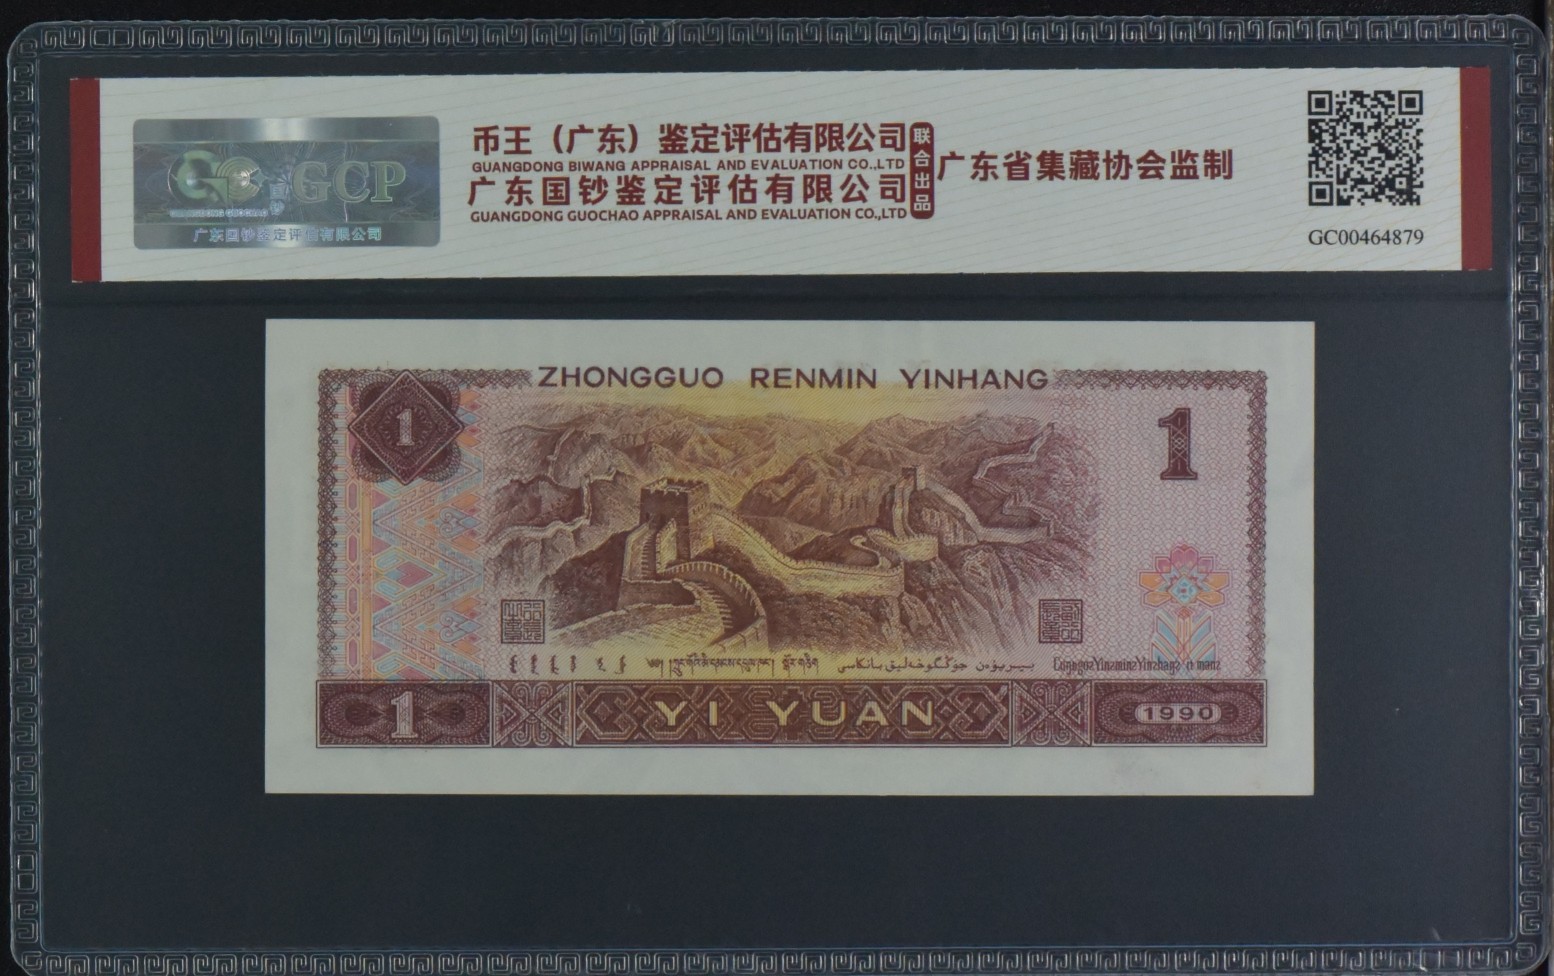 币王（广东）鉴定评估有限公司
GUANGDONG BIWANG APPRAISAL AND EVALUATION CO.,LTD
广东国钞鉴定评估有限公司
GUANGDONG GUOCHAO APPRAISAL AND EVALUATION CO.,LTD
联合出品
广东省集藏协会监制
GC00464879
GCP
GUANGDONG GUOCHAO
广东国钞鉴定评估有限公司
ZHONGGUO RENMIN YINHANG
1
1
1
YI YUAN
1990